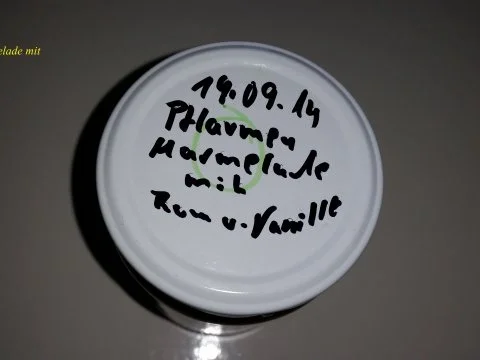 elade mit
19.09.14
Pflaumen
Marmelade
mit
Rum u. Vanille